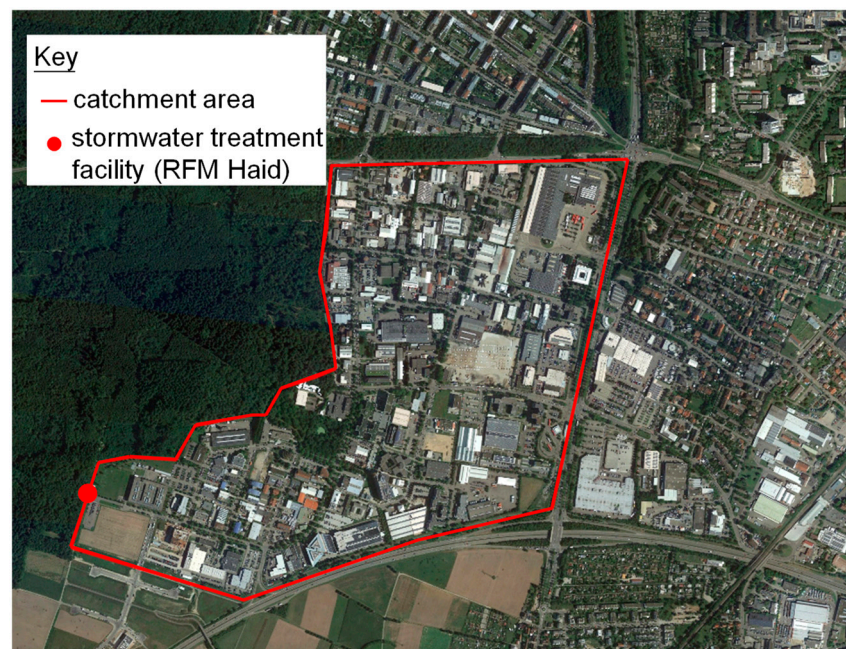 Key
catchment area
stormwater treatment
facility (RFM Haid)